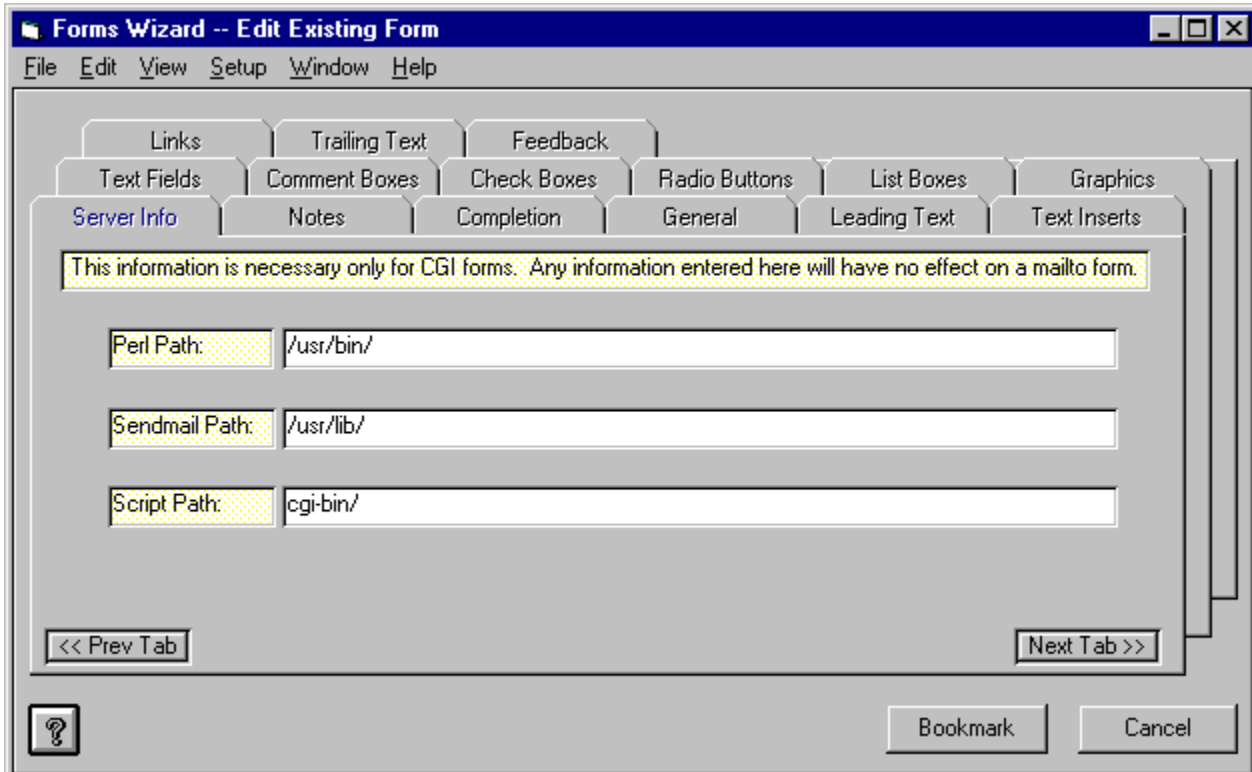 Forms Wizard -- Edit Existing Form
File Edit View Setup Window Help
Links Trailing Text Feedback
Text Fields Comment Boxes Check Boxes Radio Buttons List Boxes Graphics
Server Info Notes Completion General Leading Text Text Inserts
This information is necessary only for CGI forms. Any information entered here will have no effect on a mailto form.
Perl Path: /usr/bin/
Sendmail Path: /usr/lib/
Script Path: cgi-bin/
<< Prev Tab Next Tab >>
? Bookmark Cancel